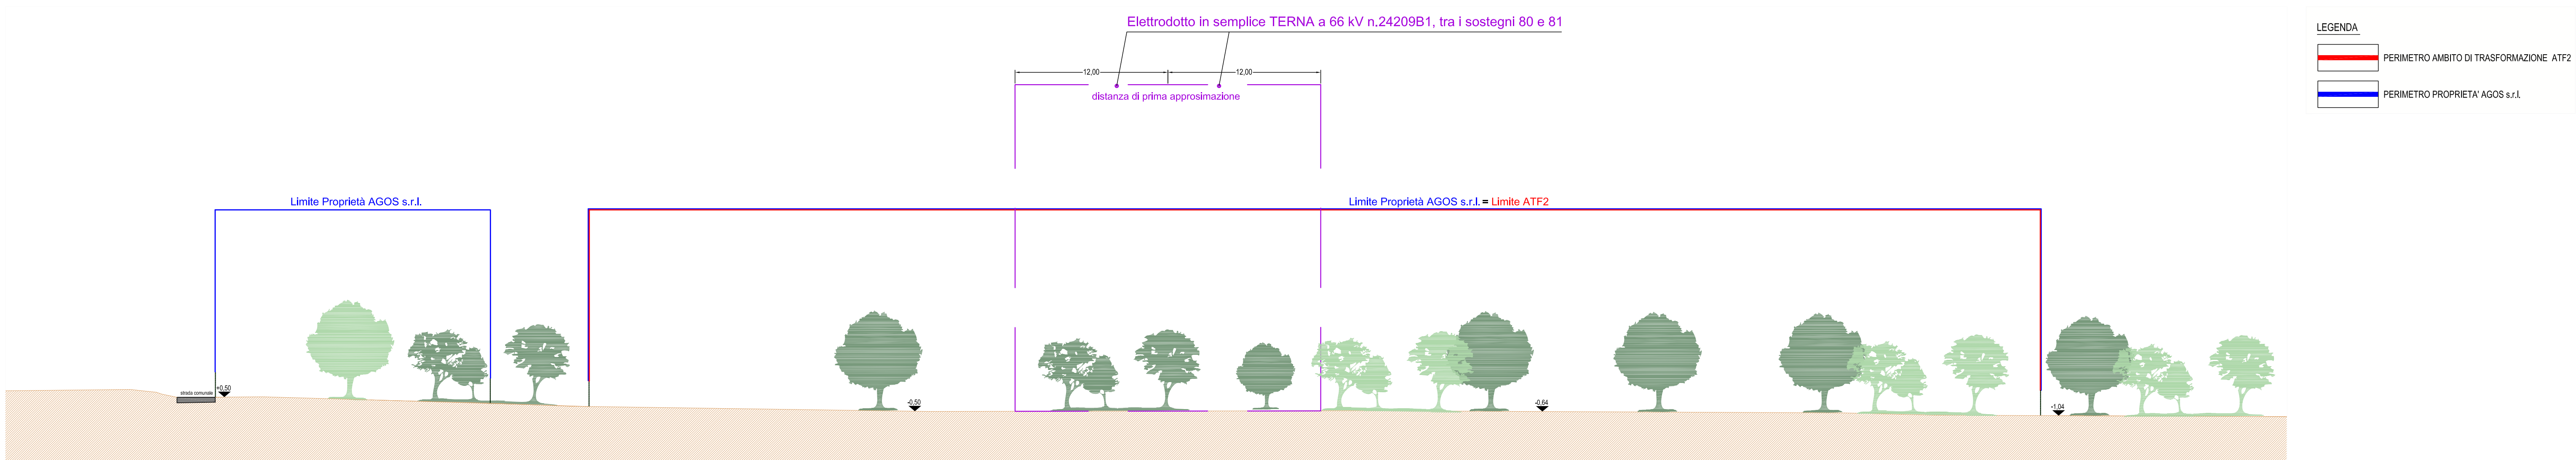 Elettrodotto in semplice TERNA a 66 kV n.24209B1, tra i sostegni 80 e 81
12,00
12,00
distanza di prima approsimazione
LEGENDA
PERIMETRO AMBITO DI TRASFORMAZIONE ATF2
PERIMETRO PROPRIETA' AGOS s.r.l.
Limite Proprietà AGOS s.r.l.
Limite Proprietà AGOS s.r.l. = Limite ATF2
strada comunale
+0,50
-0,50
-0,64
-1,04